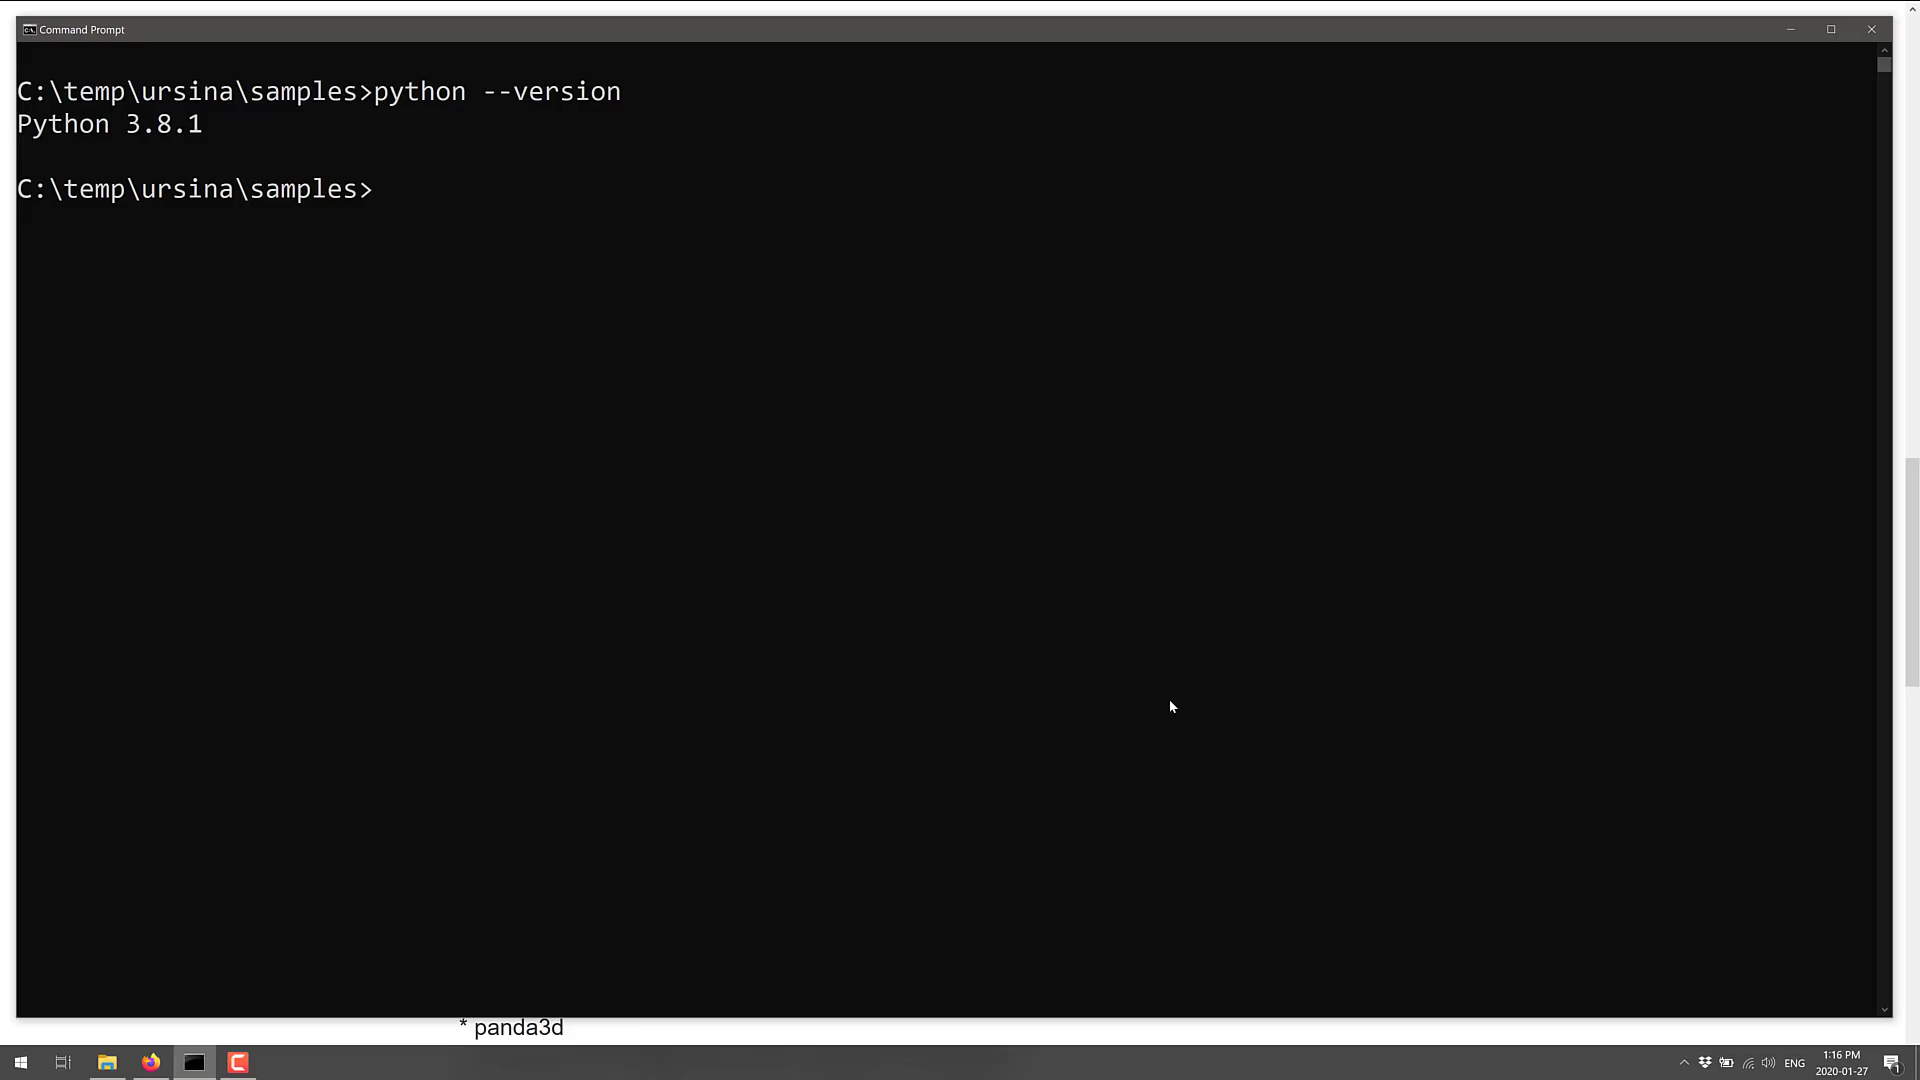 Command Prompt
C:\temp\ursina\samples>python --version
Python 3.8.1
C:\temp\ursina\samples>
* panda3d
ENG
1:16 PM
2020-01-27
1